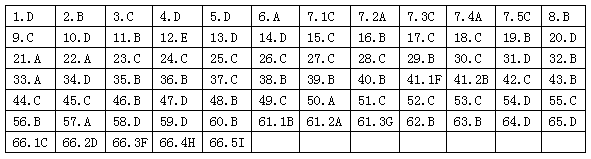 1.D 2.B 3.C 4.D 5.D 6.A 7.1C 7.2A 7.3C 7.4A 7.5C 8.B
9.C 10.D 11.B 12.E 13.D 14.D 15.C 16.B 17.C 18.C 19.B 20.D
21.A 22.A 23.C 24.C 25.C 26.C 27.C 28.C 29.B 30.C 31.D 32.B
33.A 34.D 35.B 36.B 37.C 38.B 39.B 40.B 41.1F 41.2B 42.C 43.B
44.C 45.C 46.B 47.D 48.B 49.C 50.A 51.C 52.C 53.C 54.D 55.C
56.B 57.A 58.D 59.D 60.B 61.1B 61.2A 61.3G 62.B 63.B 64.D 65.D
66.1C 66.2D 66.3F 66.4H 66.5I